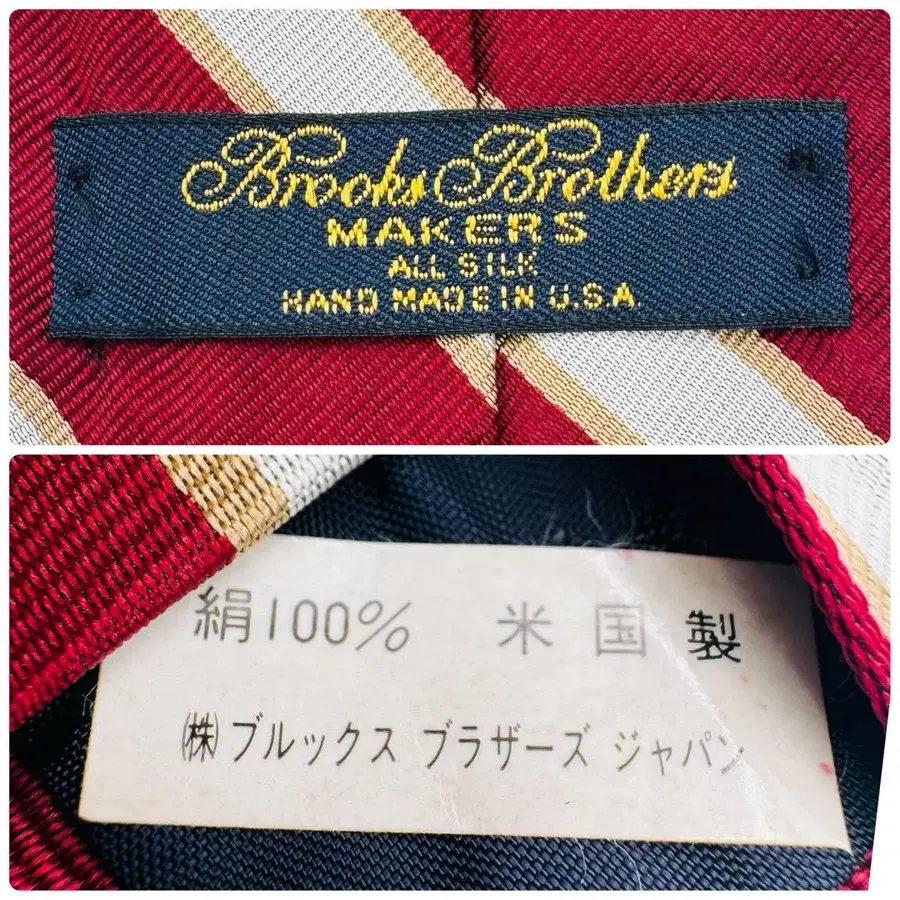 Brooks Brothers
MAKERS
ALL SILK
HAND MADE IN U.S.A
絹100% 米国製
㈱ブルックス ブラザーズ ジャパン